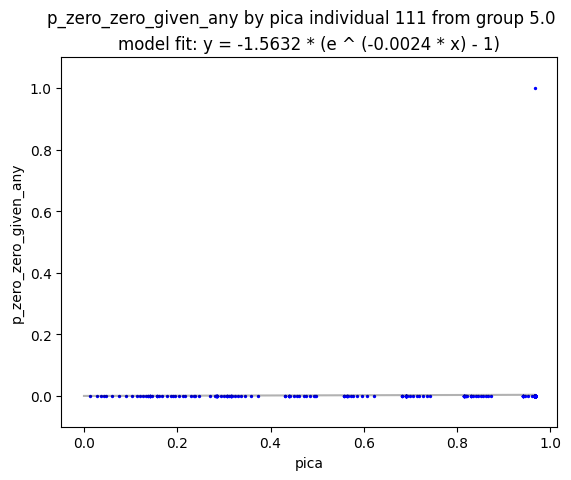 p_zero_zero_given_any by pica individual 111 from group 5.0
model fit: y = -1.5632 * (e ^ (-0.0024 * x) - 1)
1.0
0.8
0.6
0.4
0.2
0.0
p_zero_zero_given_any
0.0 0.2 0.4 0.6 0.8 1.0
pica